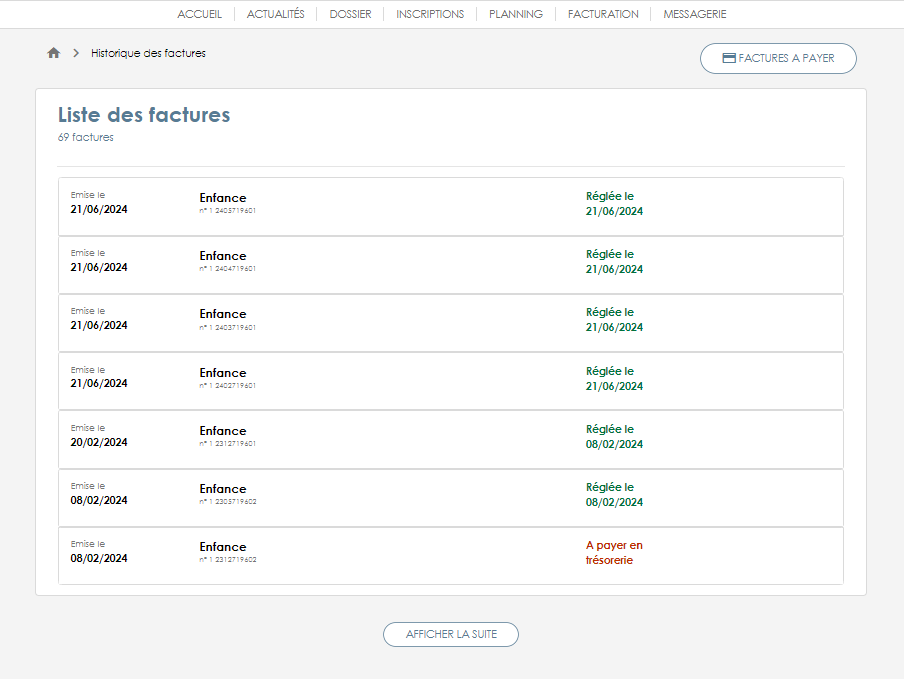 ACCUEIL ACTUALITÉS DOSSIER INSCRIPTIONS PLANNING FACTURATION MESSAGERIE
Historique des factures
FACTURES A PAYER
Liste des factures
69 factures
Emise le
21/06/2024
Enfance
n° 1 2405719601
Réglée le
21/06/2024
Emise le
21/06/2024
Enfance
n° 1 2404719601
Réglée le
21/06/2024
Emise le
21/06/2024
Enfance
n° 1 2403719601
Réglée le
21/06/2024
Emise le
21/06/2024
Enfance
n° 1 2402719601
Réglée le
21/06/2024
Emise le
20/02/2024
Enfance
n° 1 2312719601
Réglée le
08/02/2024
Emise le
08/02/2024
Enfance
n° 1 2305719602
Réglée le
08/02/2024
Emise le
08/02/2024
Enfance
n° 1 2312719602
A payer en
trésorerie
AFFICHER LA SUITE